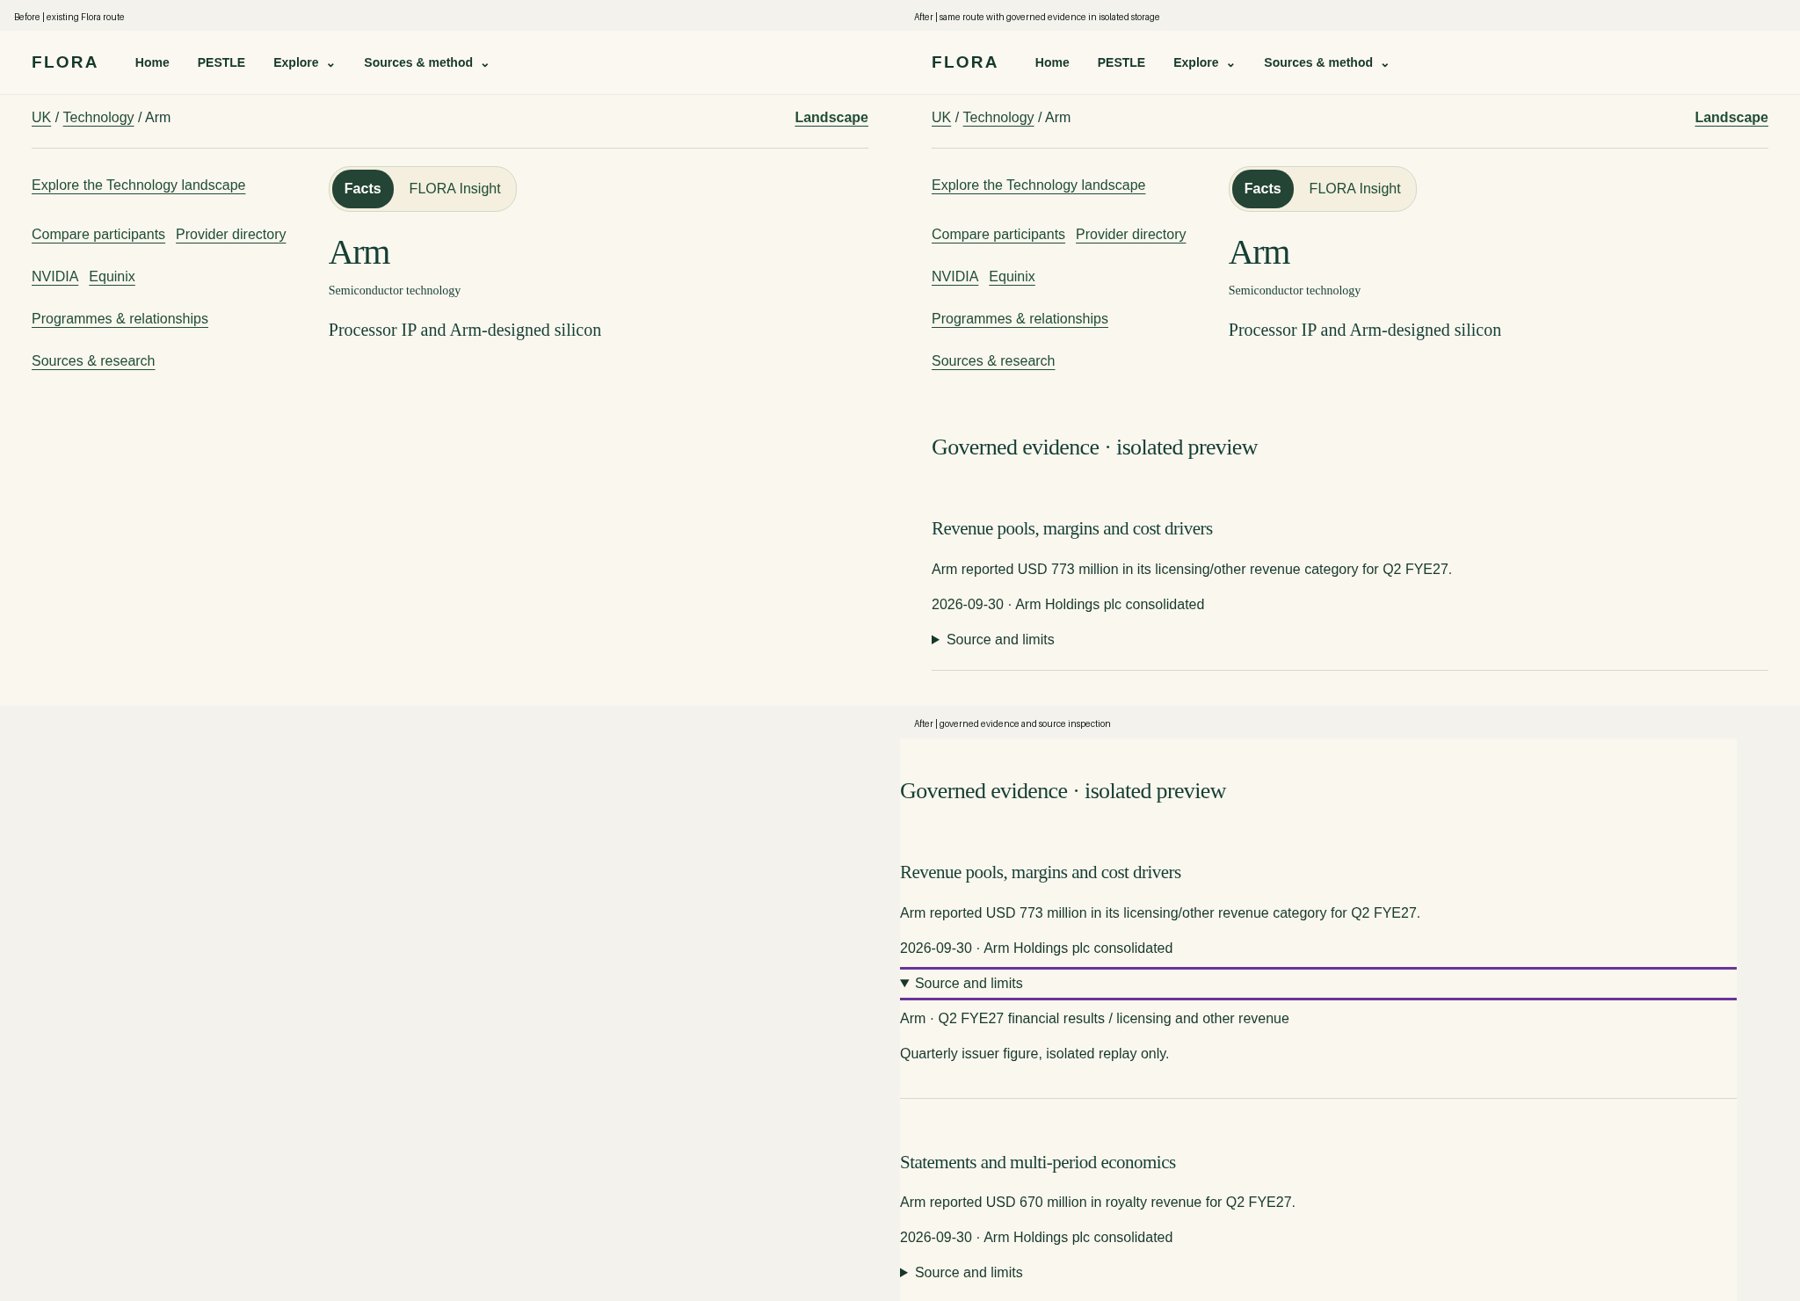 Before | existing Flora route
FLORA Home PESTLE Explore Sources & method
UK / Technology / Arm Landscape
Explore the Technology landscape
Compare participants Provider directory
NVIDIA Equinix
Programmes & relationships
Sources & research
Facts FLORA Insight
Arm
Semiconductor technology
Processor IP and Arm-designed silicon
After | same route with governed evidence in isolated storage
FLORA Home PESTLE Explore Sources & method
UK / Technology / Arm Landscape
Explore the Technology landscape
Compare participants Provider directory
NVIDIA Equinix
Programmes & relationships
Sources & research
Facts FLORA Insight
Arm
Semiconductor technology
Processor IP and Arm-designed silicon
Governed evidence · isolated preview
Revenue pools, margins and cost drivers
Arm reported USD 773 million in its licensing/other revenue category for Q2 FYE27.
2026-09-30 · Arm Holdings plc consolidated
Source and limits
After | governed evidence and source inspection
Governed evidence · isolated preview
Revenue pools, margins and cost drivers
Arm reported USD 773 million in its licensing/other revenue category for Q2 FYE27.
2026-09-30 · Arm Holdings plc consolidated
Source and limits
Arm · Q2 FYE27 financial results / licensing and other revenue
Quarterly issuer figure, isolated replay only.
Statements and multi-period economics
Arm reported USD 670 million in royalty revenue for Q2 FYE27.
2026-09-30 · Arm Holdings plc consolidated
Source and limits